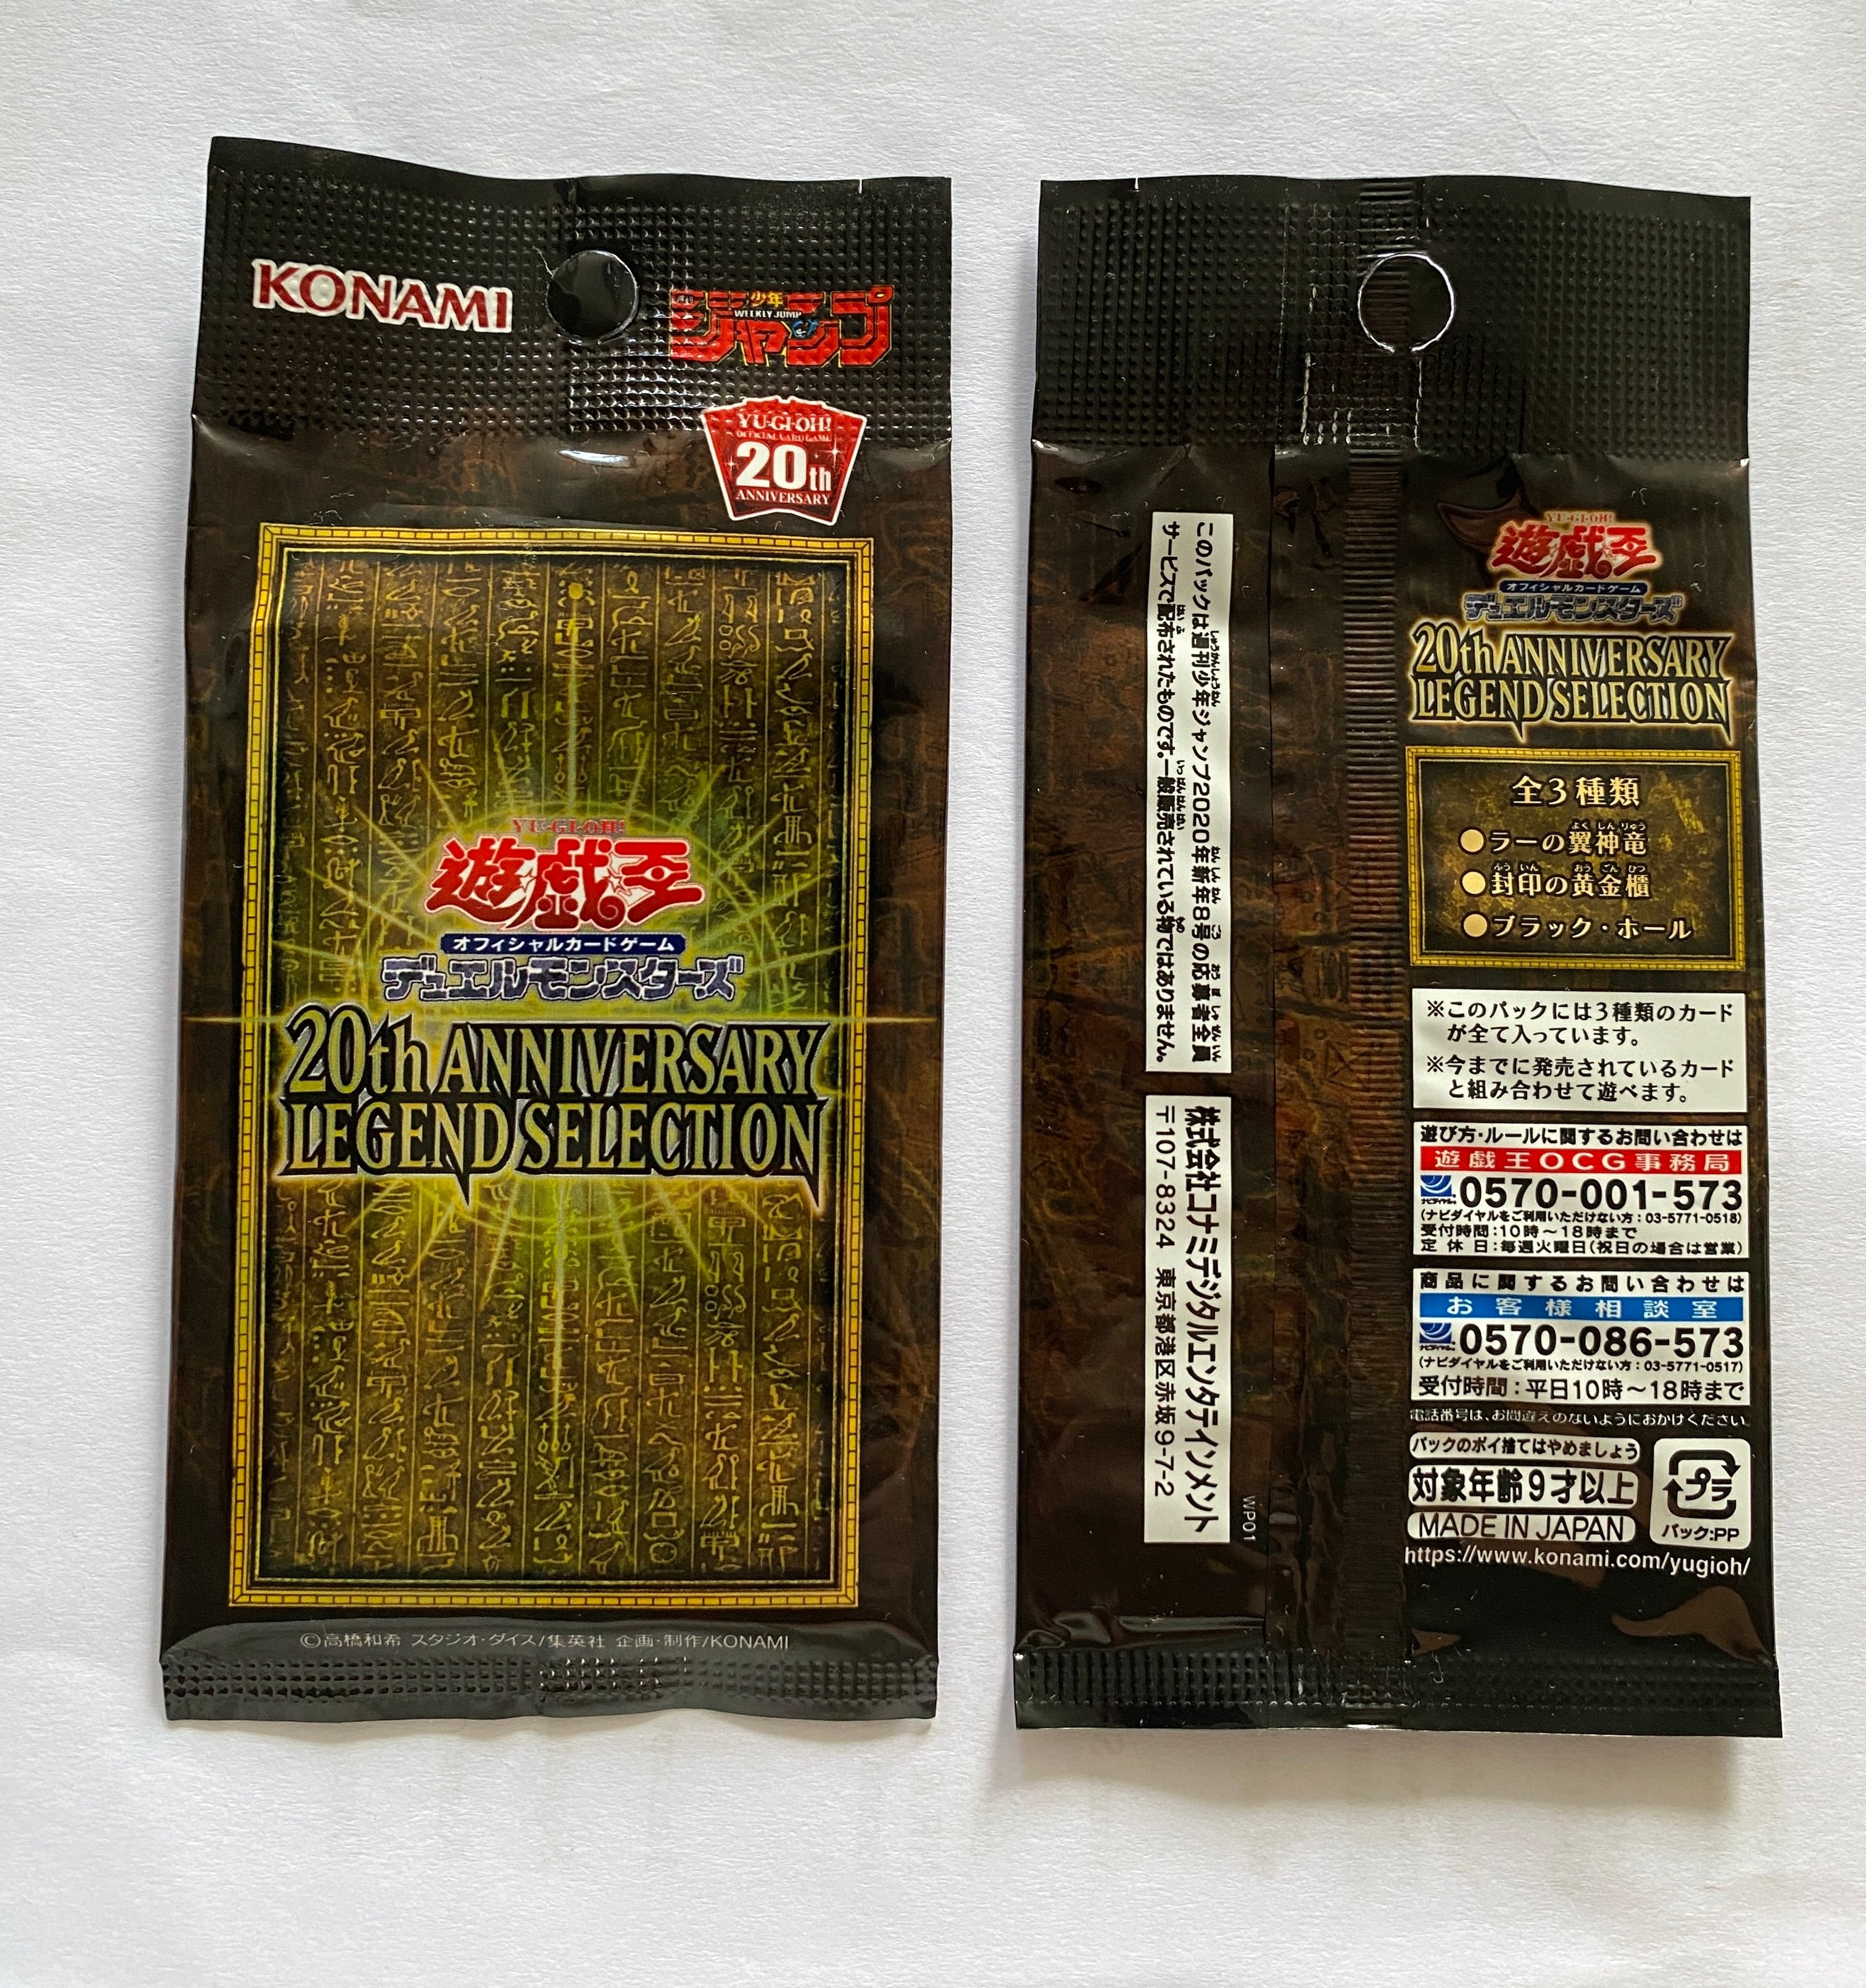 KONAMI
週刊
少年
WEEKLY JUMP
ジャンプ
YU-GI-OH!
OFFICIAL CARD GAME
20th
ANNIVERSARY
YU-GI-OH!
遊戯王
オフィシャルカードゲーム
デュエルモンスターズ
20th ANNIVERSARY
LEGEND SELECTION
©高橋和希 スタジオ・ダイス/集英社 企画・制作/KONAMI
このパックは週刊少年ジャンプ2020年新年8号の応募者全員
サービスで配布されたものです。一般販売されている物ではありません。
株式会社コナミデジタルエンタテインメント
〒107-8324 東京都港区赤坂9-7-2
WP01
YU-GI-OH!
遊戯王
オフィシャルカードゲーム
デュエルモンスターズ
20th ANNIVERSARY
LEGEND SELECTION
全3種類
●ラーの翼神竜
●封印の黄金櫃
●ブラック・ホール
※このパックには3種類のカード
が全て入っています。
※今までに発売されているカード
と組み合わせて遊べます。
遊び方・ルールに関するお問い合わせは
遊戯王OCG事務局
ナビダイヤル 0570-001-573
(ナビダイヤルをご利用いただけない方:03-5771-0518)
受付時間:10時〜18時まで
定休日:毎週火曜日(祝日の場合は営業)
商品に関するお問い合わせは
お客様相談室
ナビダイヤル 0570-086-573
(ナビダイヤルをご利用いただけない方:03-5771-0517)
受付時間:平日10時〜18時まで
電話番号は、お間違えのないようにおかけください。
パックのポイ捨てはやめましょう
対象年齢9才以上
MADE IN JAPAN
プラ
パック:PP
https://www.konami.com/yugioh/